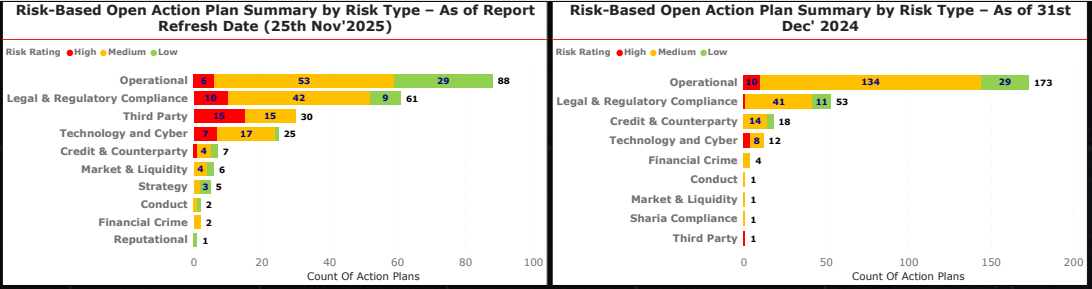 Risk-Based Open Action Plan Summary by Risk Type – As of Report
Refresh Date (25th Nov'2025)
Risk Rating High Medium Low
Operational 6 53 29 88
Legal & Regulatory Compliance 10 42 9 61
Third Party 15 15 30
Technology and Cyber 7 17 25
Credit & Counterparty 4 7
Market & Liquidity 4 6
Strategy 3 5
Conduct 2
Financial Crime 2
Reputational 1
0 20 40 60 80 100
Count Of Action Plans
Risk-Based Open Action Plan Summary by Risk Type – As of 31st
Dec' 2024
Risk Rating High Medium Low
Operational 10 134 29 173
Legal & Regulatory Compliance 41 11 53
Credit & Counterparty 14 18
Technology and Cyber 8 12
Financial Crime 4
Conduct 1
Market & Liquidity 1
Sharia Compliance 1
Third Party 1
0 50 100 150 200
Count Of Action Plans